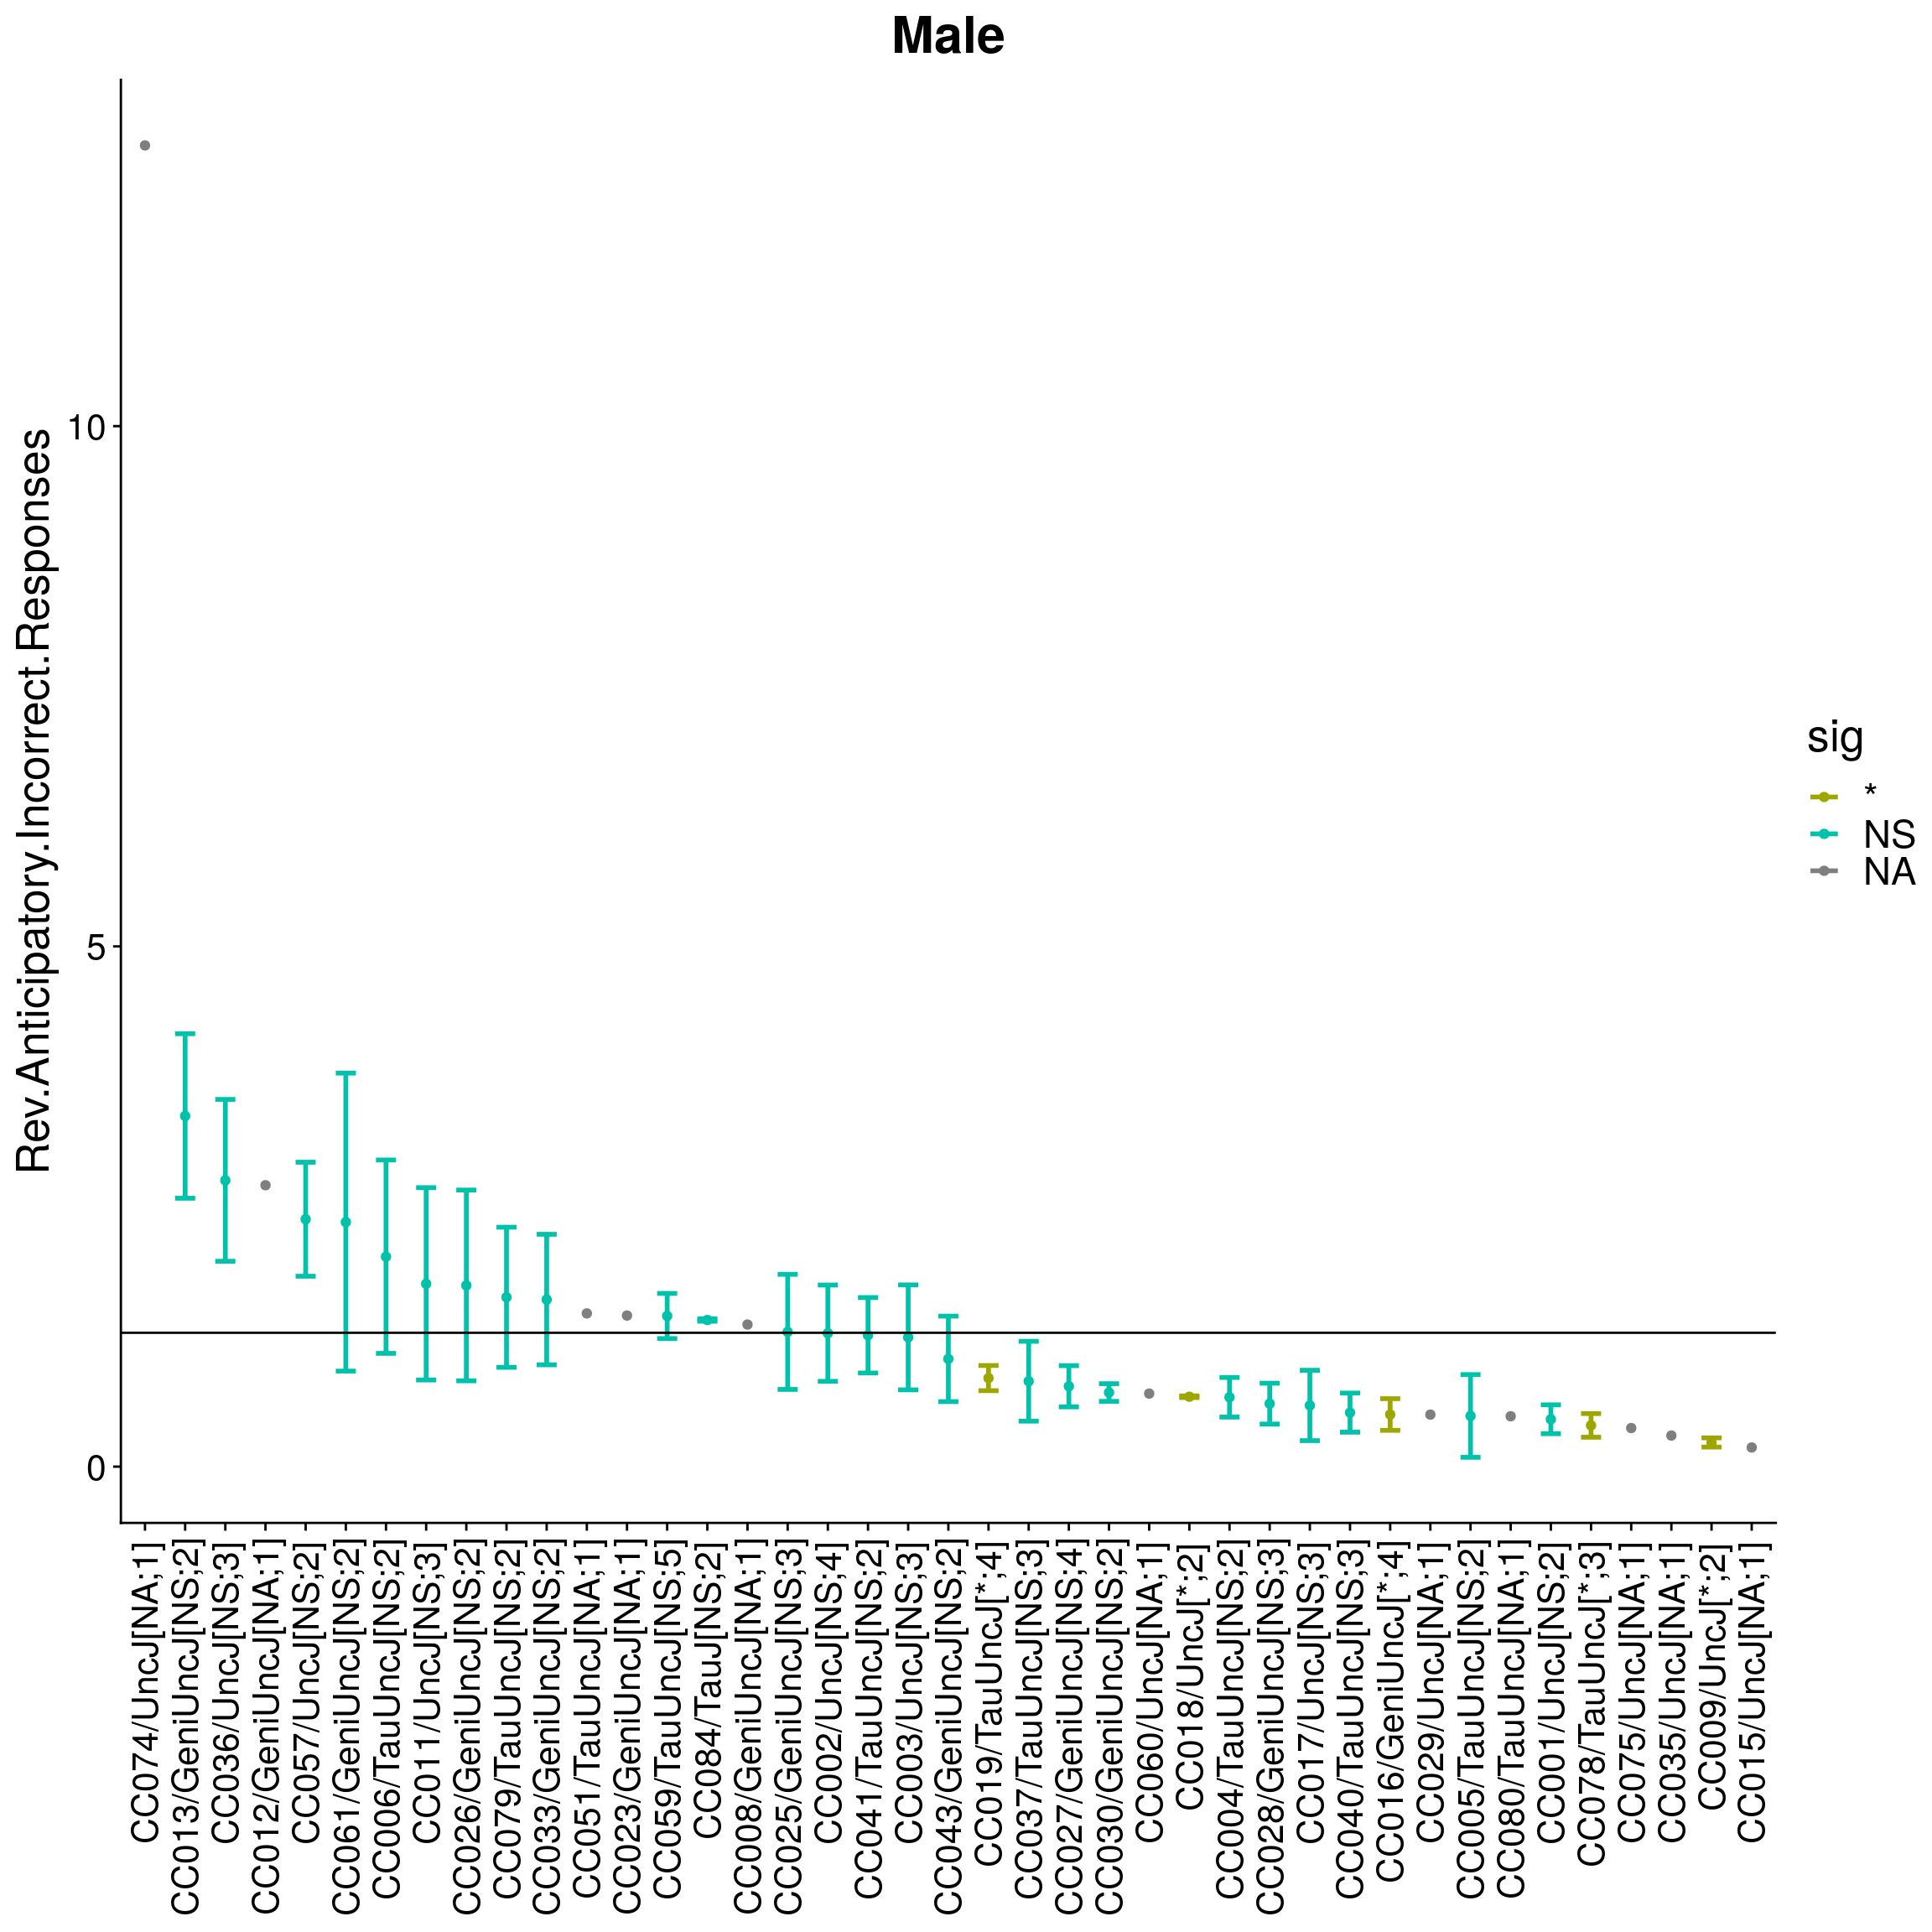 Male
Rev.Anticipatory.Incorrect.Responses
10
5
0
sig
*
NS
NA
CC074/UncJ[NA;1]
CC013/GeniUncJ[NS;2]
CC036/UncJ[NS;3]
CC012/GeniUncJ[NA;1]
CC057/UncJ[NS;2]
CC061/GeniUncJ[NS;2]
CC006/TauUncJ[NS;2]
CC011/UncJ[NS;3]
CC026/GeniUncJ[NS;2]
CC079/TauUncJ[NS;2]
CC033/GeniUncJ[NS;2]
CC051/TauUncJ[NA;1]
CC023/GeniUncJ[NA;1]
CC059/TauUncJ[NS;5]
CC084/TauJ[NS;2]
CC008/GeniUncJ[NA;1]
CC025/GeniUncJ[NS;3]
CC002/UncJ[NS;4]
CC041/TauUncJ[NS;2]
CC003/UncJ[NS;3]
CC043/GeniUncJ[NS;2]
CC019/TauUncJ[*;4]
CC037/TauUncJ[NS;3]
CC027/GeniUncJ[NS;4]
CC030/GeniUncJ[NS;2]
CC060/UncJ[NA;1]
CC018/UncJ[*;2]
CC004/TauUncJ[NS;2]
CC028/GeniUncJ[NS;3]
CC017/UncJ[NS;3]
CC040/TauUncJ[NS;3]
CC016/GeniUncJ[*;4]
CC029/UncJ[NA;1]
CC005/TauUncJ[NS;2]
CC080/TauUncJ[NA;1]
CC001/UncJ[NS;2]
CC078/TauUncJ[*;3]
CC075/UncJ[NA;1]
CC035/UncJ[NA;1]
CC009/UncJ[*;2]
CC015/UncJ[NA;1]